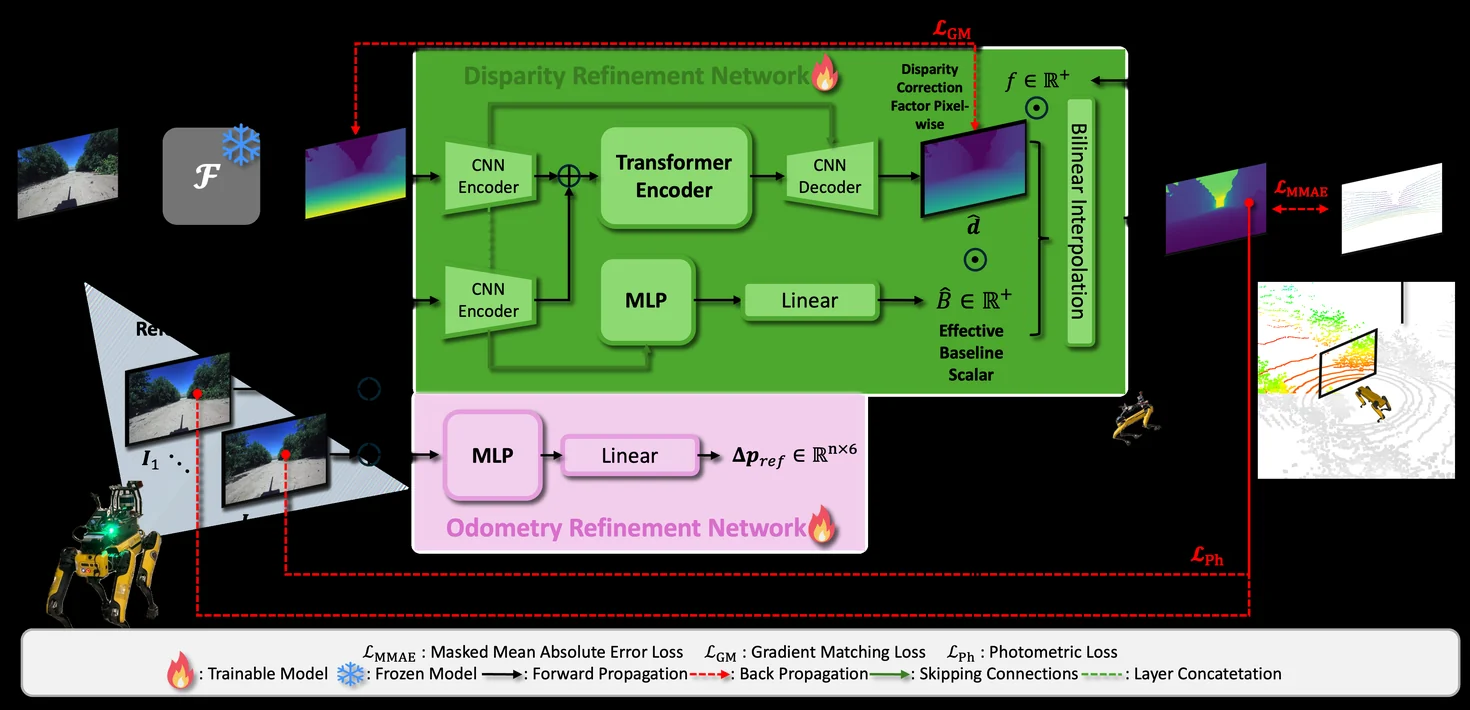 𝓛GM
Disparity Refinement Network
Disparity
Correction
Factor Pixel-
wise
f ∈ ℝ⁺
⊙
𝓕
CNN
Encoder
⊕
Transformer
Encoder
CNN
Decoder
Bilinear Interpolation
𝓛MMAE
d̂
⊙
CNN
Encoder
MLP
Linear
B̂ ∈ ℝ⁺
Effective
Baseline
Scalar
I₁
MLP
Linear
Δp_ref ∈ ℝⁿˣ⁶
Odometry Refinement Network
𝓛Ph
ℒMMAE : Masked Mean Absolute Error Loss ℒGM : Gradient Matching Loss ℒPh : Photometric Loss
: Trainable Model : Frozen Model : Forward Propagation : Back Propagation : Skipping Connections : Layer Concatetation